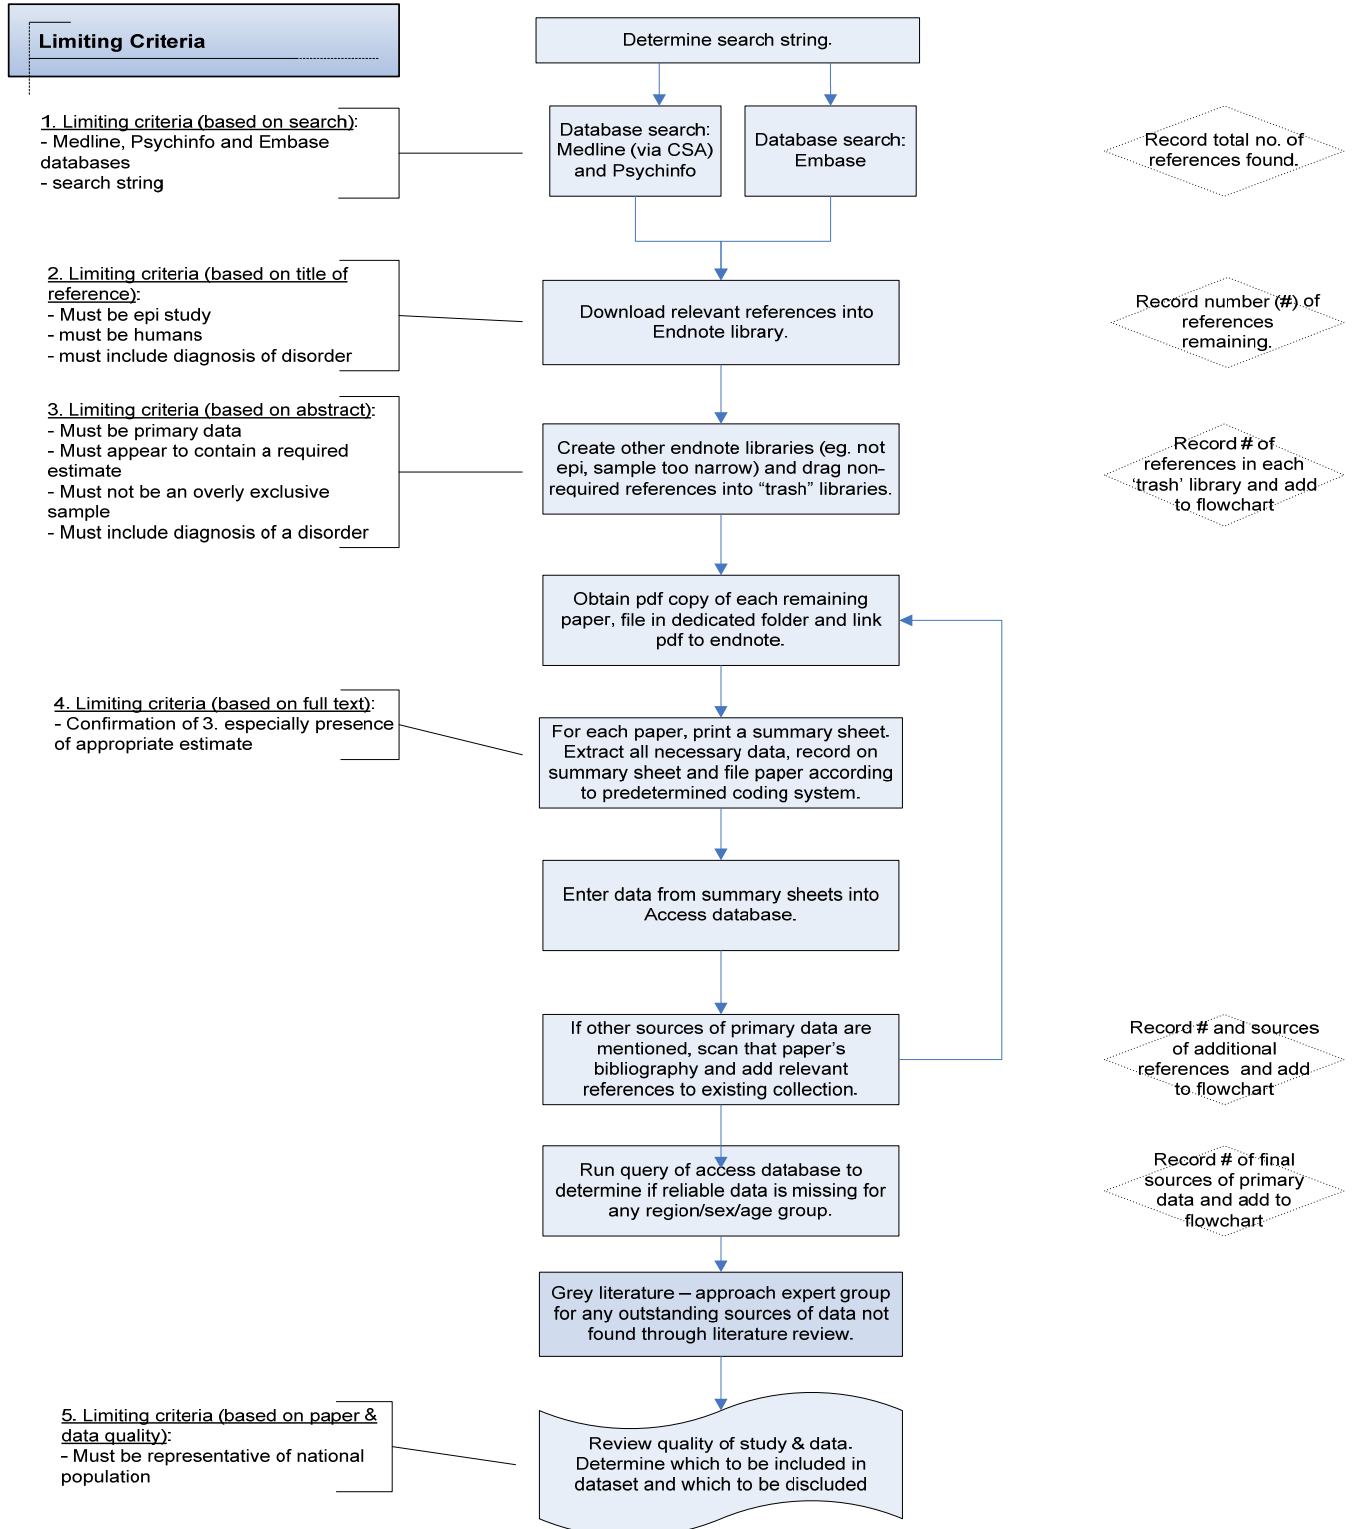 Limiting Criteria
Determine search string.
1. Limiting criteria (based on search):
- Medline, Psychinfo and Embase
databases
- search string
Database search:
Medline (via CSA)
and Psychinfo
Database search:
Embase
Record total no. of
references found.
2. Limiting criteria (based on title of
reference):
- Must be epi study
- must be humans
- must include diagnosis of disorder
Download relevant references into
Endnote library.
Record number (#) of
references
remaining.
3. Limiting criteria (based on abstract):
- Must be primary data
- Must appear to contain a required
estimate
- Must not be an overly exclusive
sample
- Must include diagnosis of a disorder
Create other endnote libraries (eg. not
epi, sample too narrow) and drag non-
required references into “trash” libraries.
Record # of
references in each
‘trash’ library and add
to flowchart
Obtain pdf copy of each remaining
paper, file in dedicated folder and link
pdf to endnote.
4. Limiting criteria (based on full text):
- Confirmation of 3. especially presence
of appropriate estimate
For each paper, print a summary sheet.
Extract all necessary data, record on
summary sheet and file paper according
to predetermined coding system.
Enter data from summary sheets into
Access database.
If other sources of primary data are
mentioned, scan that paper’s
bibliography and add relevant
references to existing collection.
Record # and sources
of additional
references and add
to flowchart
Run query of access database to
determine if reliable data is missing for
any region/sex/age group.
Record # of final
sources of primary
data and add to
flowchart
Grey literature – approach expert group
for any outstanding sources of data not
found through literature review.
5. Limiting criteria (based on paper &
data quality):
- Must be representative of national
population
Review quality of study & data.
Determine which to be included in
dataset and which to be discluded